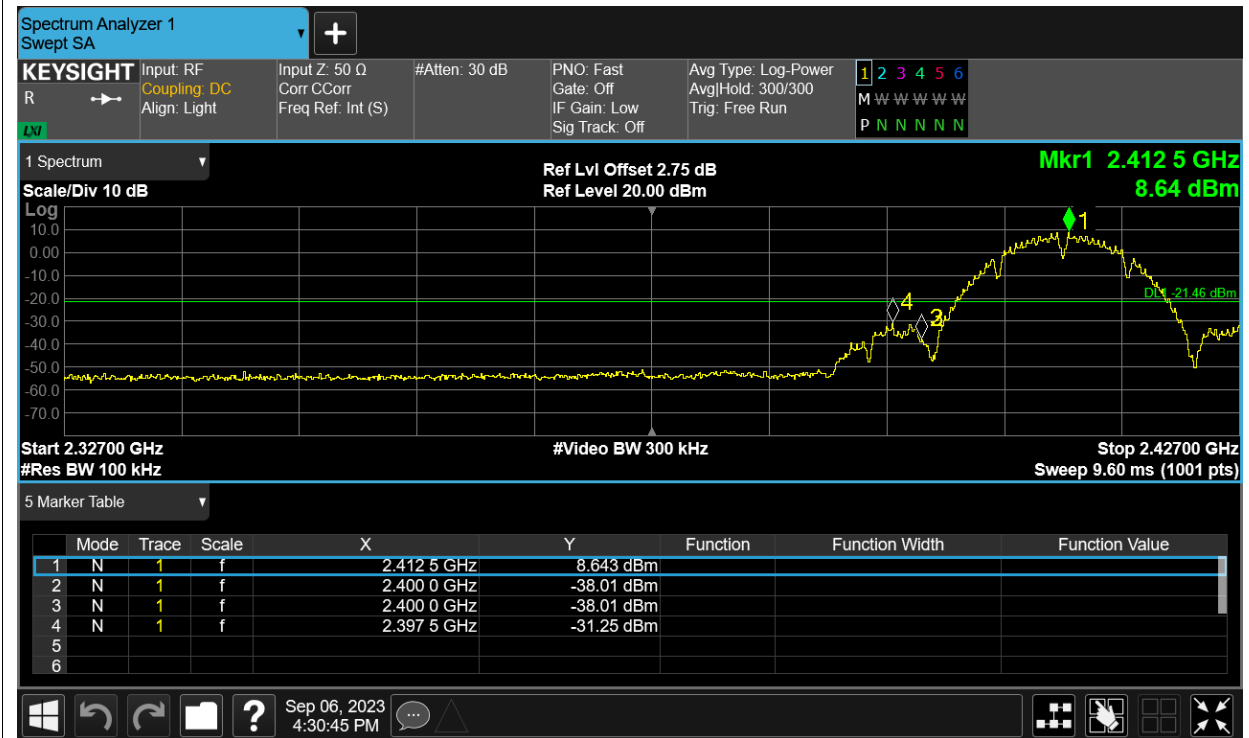 Spectrum Analyzer 1
Swept SA
KEYSIGHT
R
LXI
Input: RF
Coupling: DC
Align: Light
Input Z: 50 Ω
Corr CCorr
Freq Ref: Int (S)
#Atten: 30 dB
PNO: Fast
Gate: Off
IF Gain: Low
Sig Track: Off
Avg Type: Log-Power
Avg|Hold: 300/300
Trig: Free Run
1 2 3 4 5 6
M W W W W W
P N N N N N
1 Spectrum
Scale/Div 10 dB
Ref Lvl Offset 2.75 dB
Ref Level 20.00 dBm
Mkr1 2.412 5 GHz
8.64 dBm
Log
10.0
0.00
-10.0
-20.0
-30.0
-40.0
-50.0
-60.0
-70.0
1
4
DL1 -21.46 dBm
Start 2.32700 GHz
#Video BW 300 kHz
Stop 2.42700 GHz
#Res BW 100 kHz
Sweep 9.60 ms (1001 pts)
5 Marker Table
Mode Trace Scale X Y Function Function Width Function Value
1 N 1 f 2.412 5 GHz 8.643 dBm
2 N 1 f 2.400 0 GHz -38.01 dBm
3 N 1 f 2.400 0 GHz -38.01 dBm
4 N 1 f 2.397 5 GHz -31.25 dBm
5
6
?
Sep 06, 2023
4:30:45 PM